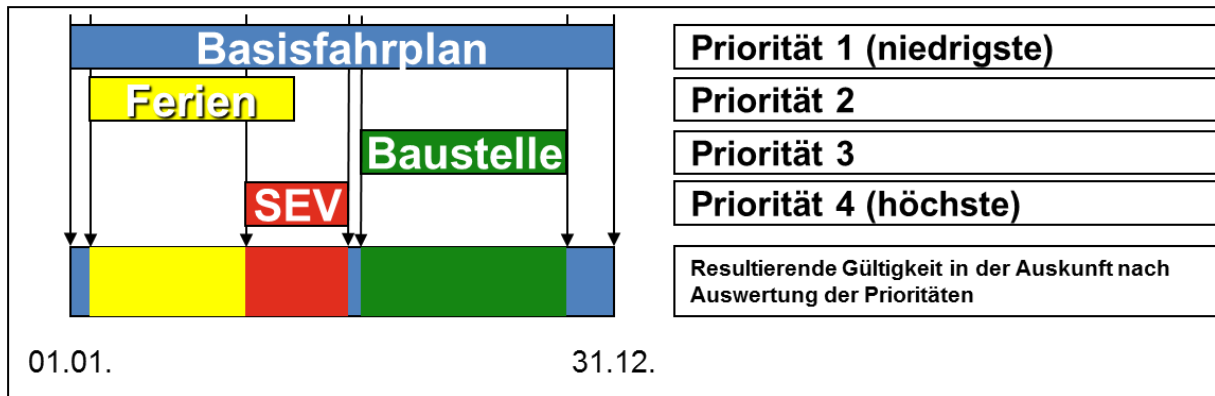 Basisfahrplan
Priorität 1 (niedrigste)
Ferien
Priorität 2
Baustelle
Priorität 3
SEV
Priorität 4 (höchste)
Resultierende Gültigkeit in der Auskunft nach
Auswertung der Prioritäten
01.01.
31.12.